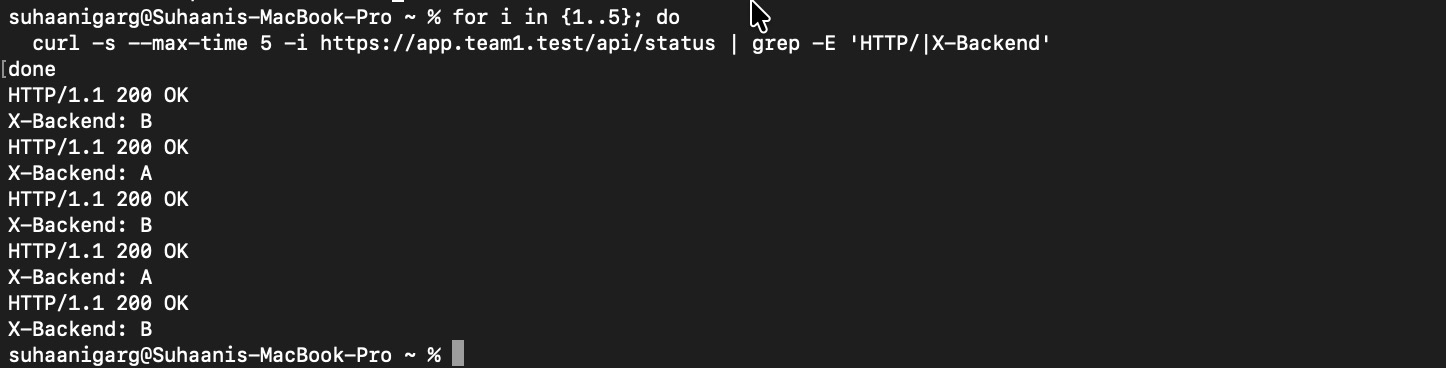 suhaanigarg@Suhaanis-MacBook-Pro ~ % for i in {1..5}; do
  curl -s --max-time 5 -i https://app.team1.test/api/status | grep -E 'HTTP/|X-Backend'
[done
HTTP/1.1 200 OK
X-Backend: B
HTTP/1.1 200 OK
X-Backend: A
HTTP/1.1 200 OK
X-Backend: B
HTTP/1.1 200 OK
X-Backend: A
HTTP/1.1 200 OK
X-Backend: B
suhaanigarg@Suhaanis-MacBook-Pro ~ %